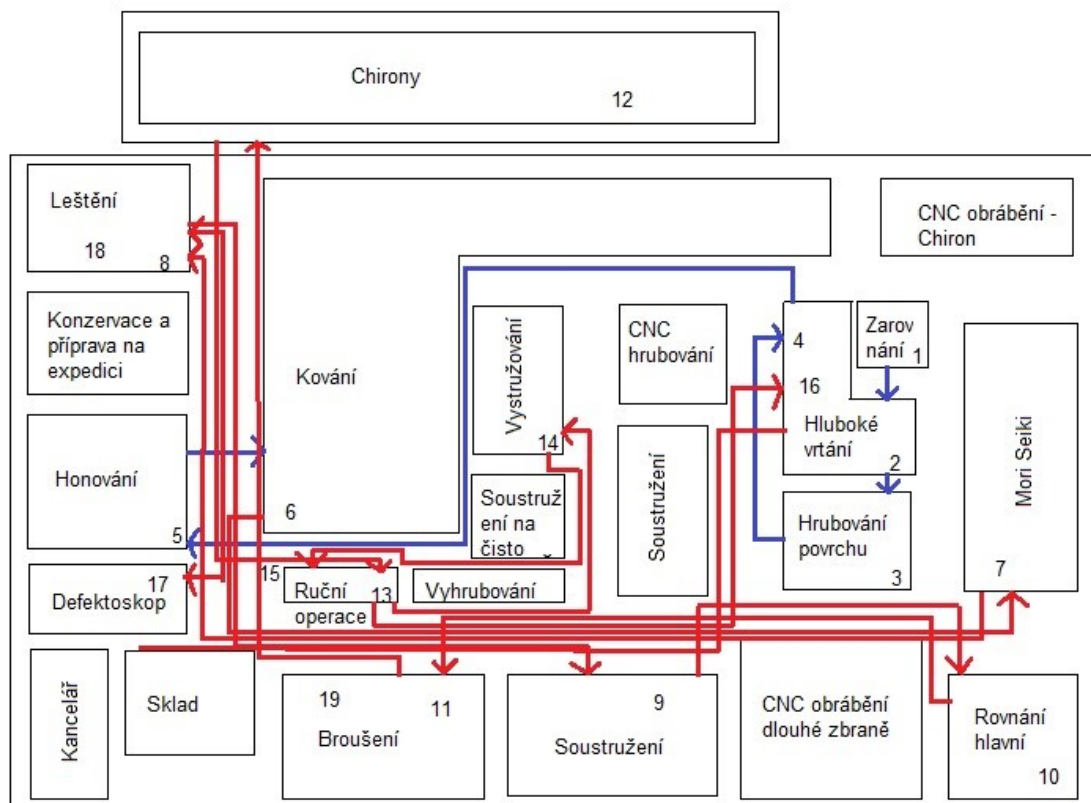 Chirony
12
Leštění
18
8
CNC obrábění -
Chiron
Konzervace a
příprava na
expedici
Kování
6
Vystružování
14
CNC
hrubování
4
16
Zarov
nání
1
Hluboké
vrtání
2
Mori Seiki
7
Honování
5
Soustruž
ení na
čisto
Soustružení
Hrubování
povrchu
3
Defektoskop
17
15
Ruční
operace
13
Vyhrubování
Kancelář
Sklad
19
11
Broušení
9
Soustružení
CNC obrábění
dlouhé zbraně
Rovnání
hlavní
10